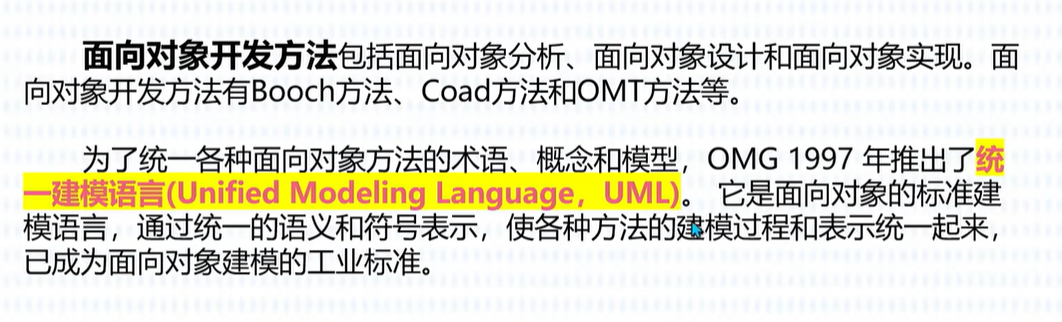 面向对象开发方法包括面向对象分析、面向对象设计和面向对象实现。面
向对象开发方法有Booch方法、Coad方法和OMT方法等。
为了统一各种面向对象方法的术语、概念和模型，OMG 1997 年推出了统
一建模语言(Unified Modeling Language，UML)。 它是面向对象的标准建
模语言，通过统一的语义和符号表示，使各种方法的建模过程和表示统一起来，
已成为面向对象建模的工业标准。